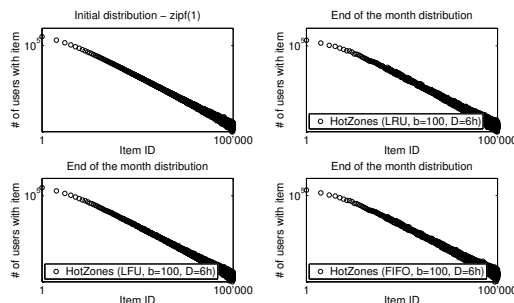 Initial distribution − zipf(1)
# of users with item
10^5
1
100'000
Item ID
End of the month distribution
# of users with item
10^5
HotZones (LRU, b=100, D=6h)
1
100'000
Item ID
End of the month distribution
# of users with item
10^5
HotZones (LFU, b=100, D=6h)
1
100'000
Item ID
End of the month distribution
# of users with item
10^5
HotZones (FIFO, b=100, D=6h)
1
100'000
Item ID